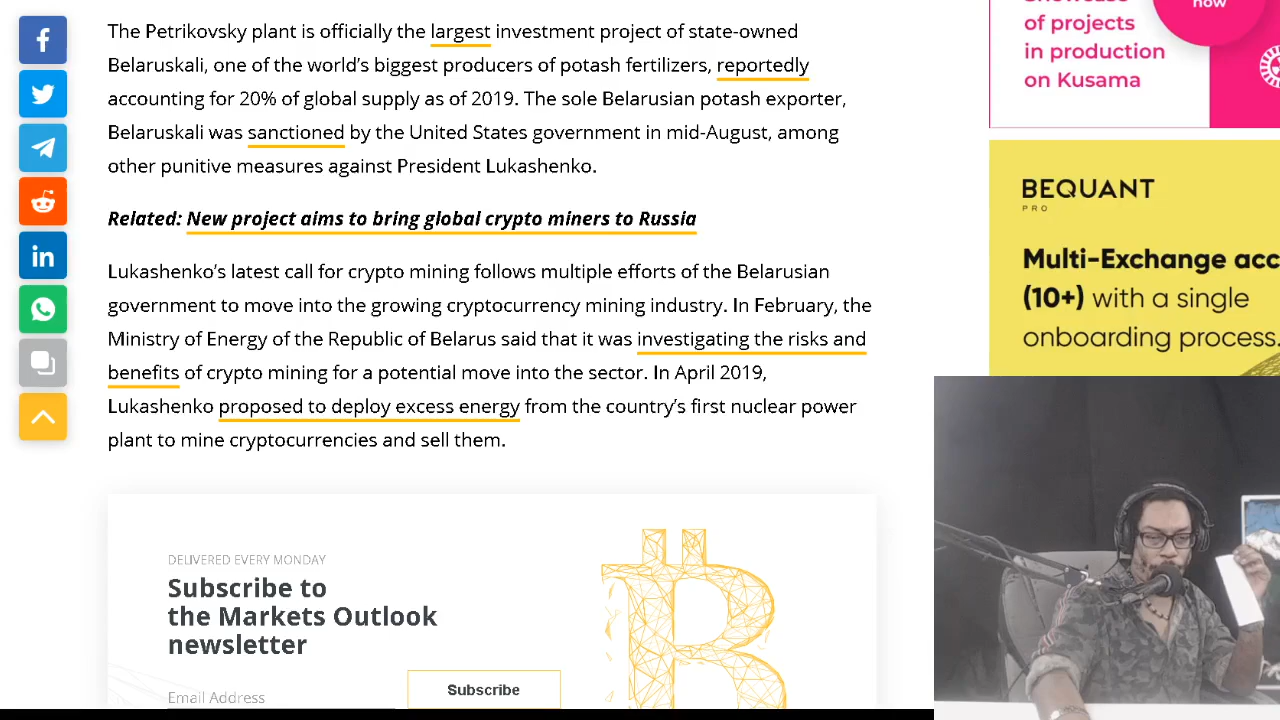 The Petrikovsky plant is officially the largest investment project of state-owned
Belaruskali, one of the world's biggest producers of potash fertilizers, reportedly
accounting for 20% of global supply as of 2019. The sole Belarusian potash exporter,
Belaruskali was sanctioned by the United States government in mid-August, among
other punitive measures against President Lukashenko.
Related: New project aims to bring global crypto miners to Russia
Lukashenko's latest call for crypto mining follows multiple efforts of the Belarusian
government to move into the growing cryptocurrency mining industry. In February, the
Ministry of Energy of the Republic of Belarus said that it was investigating the risks and
benefits of crypto mining for a potential move into the sector. In April 2019,
Lukashenko proposed to deploy excess energy from the country's first nuclear power
plant to mine cryptocurrencies and sell them.
DELIVERED EVERY MONDAY
Subscribe to
the Markets Outlook
newsletter
Email Address
Subscribe
of projects
in production
on Kusama
now
BEQUANT
PRO
Multi-Exchange acc
(10+) with a single
onboarding process.